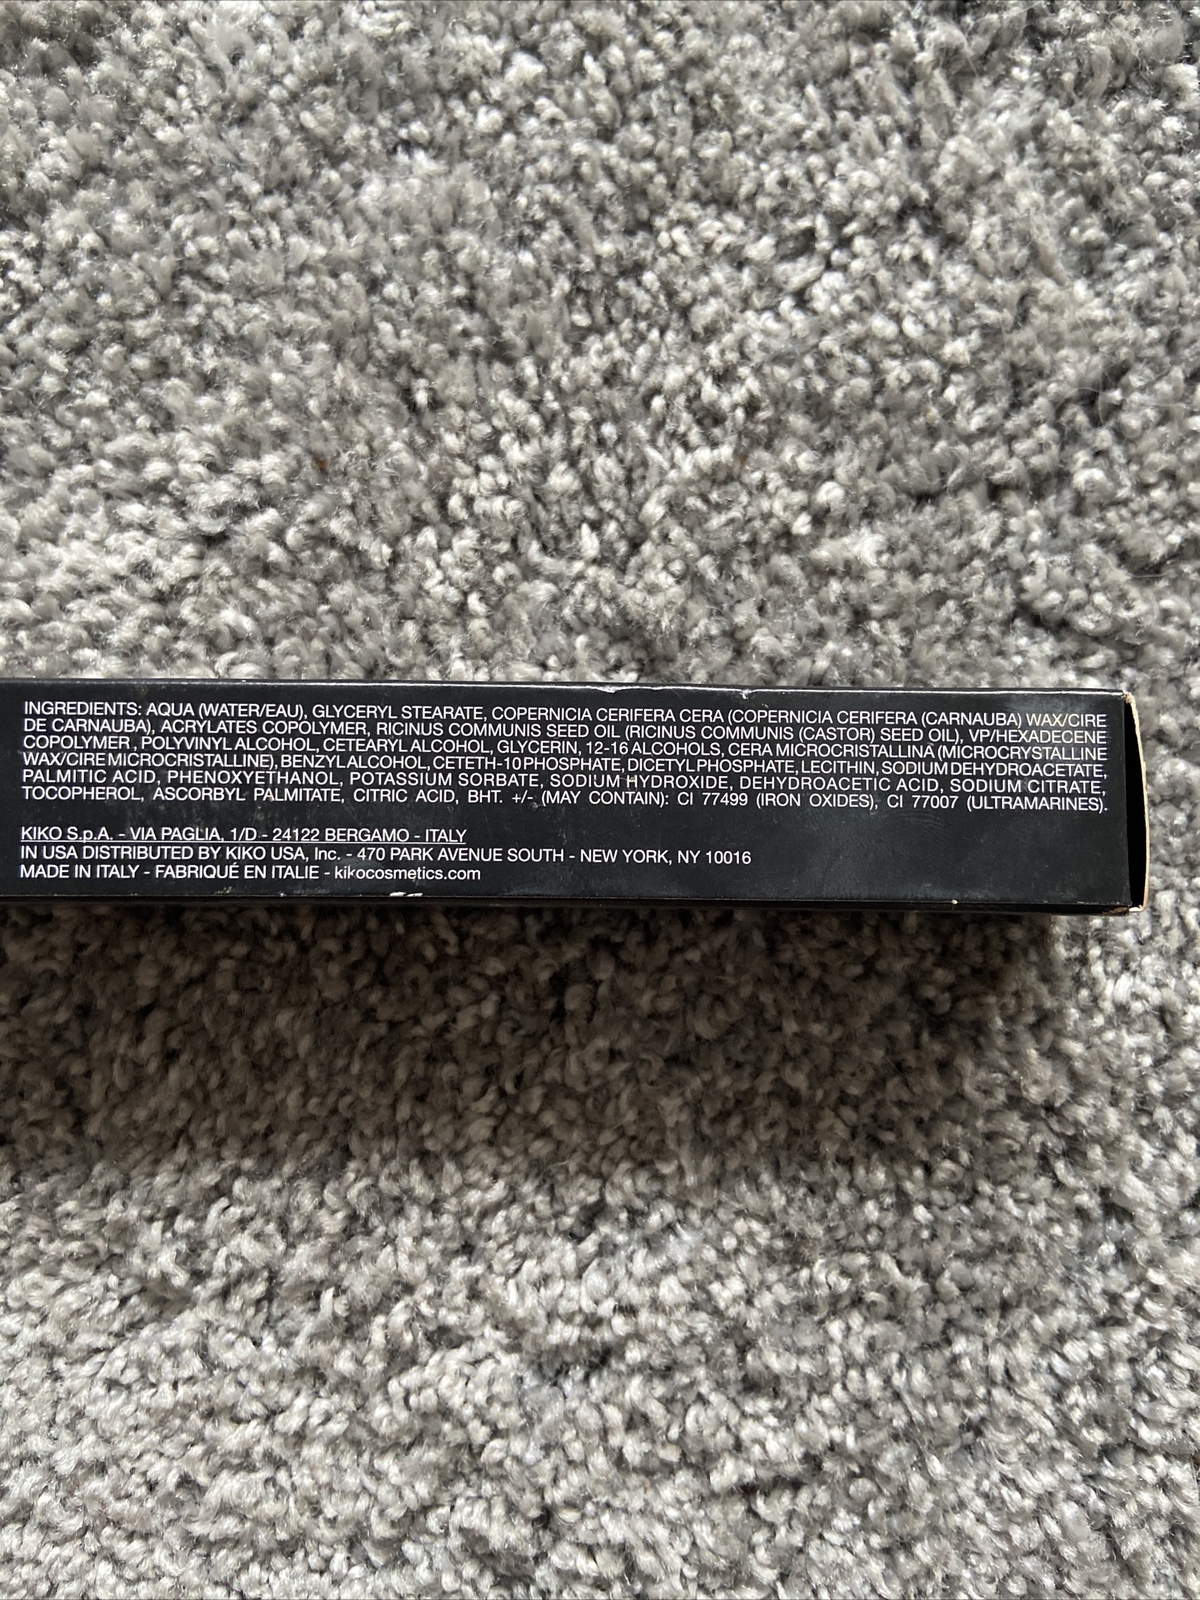 INGREDIENTS: AQUA (WATER/EAU), GLYCERYL STEARATE, COPERNICIA CERIFERA CERA (COPERNICIA CERIFERA (CARNAUBA) WAX/CIRE
DE CARNAUBA), ACRYLATES COPOLYMER, RICINUS COMMUNIS SEED OIL (RICINUS COMMUNIS (CASTOR) SEED OIL), VP/HEXADECENE
COPOLYMER, POLYVINYL ALCOHOL, CETEARYL ALCOHOL, GLYCERIN, 12-16 ALCOHOLS, CERA MICROCRISTALLINA (MICROCRYSTALLINE
WAX/CIRE MICROCRISTALLINE), BENZYL ALCOHOL, CETETH-10 PHOSPHATE, DICETYL PHOSPHATE, LECITHIN, SODIUM DEHYDROACETATE,
PALMITIC ACID, PHENOXYETHANOL, POTASSIUM SORBATE, SODIUM HYDROXIDE, DEHYDROACETIC ACID, SODIUM CITRATE,
TOCOPHEROL, ASCORBYL PALMITATE, CITRIC ACID, BHT. +/- (MAY CONTAIN): CI 77499 (IRON OXIDES), CI 77007 (ULTRAMARINES).
KIKO S.p.A. - VIA PAGLIA, 1/D - 24122 BERGAMO - ITALY
IN USA DISTRIBUTED BY KIKO USA, Inc. - 470 PARK AVENUE SOUTH - NEW YORK, NY 10016
MADE IN ITALY - FABRIQUÉ EN ITALIE - kikocosmetics.com